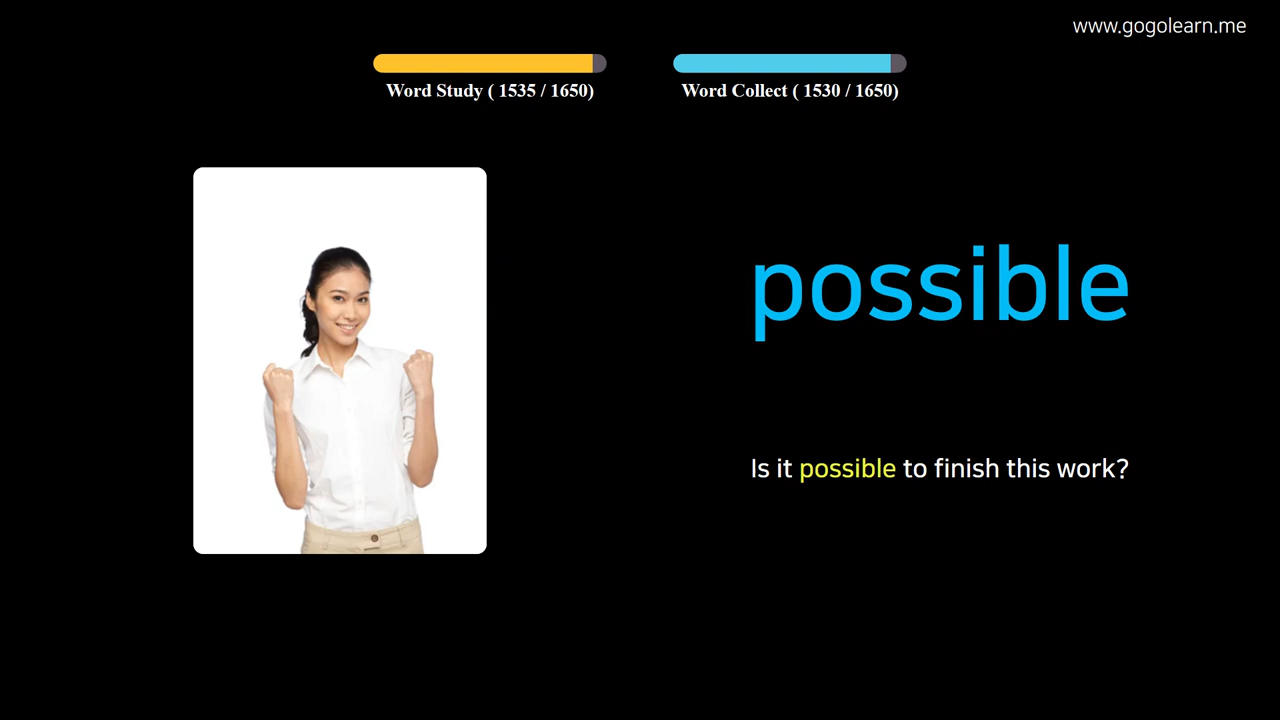 www.gogolearn.me
Word Study ( 1535 / 1650)
Word Collect ( 1530 / 1650)
possible
Is it possible to finish this work?